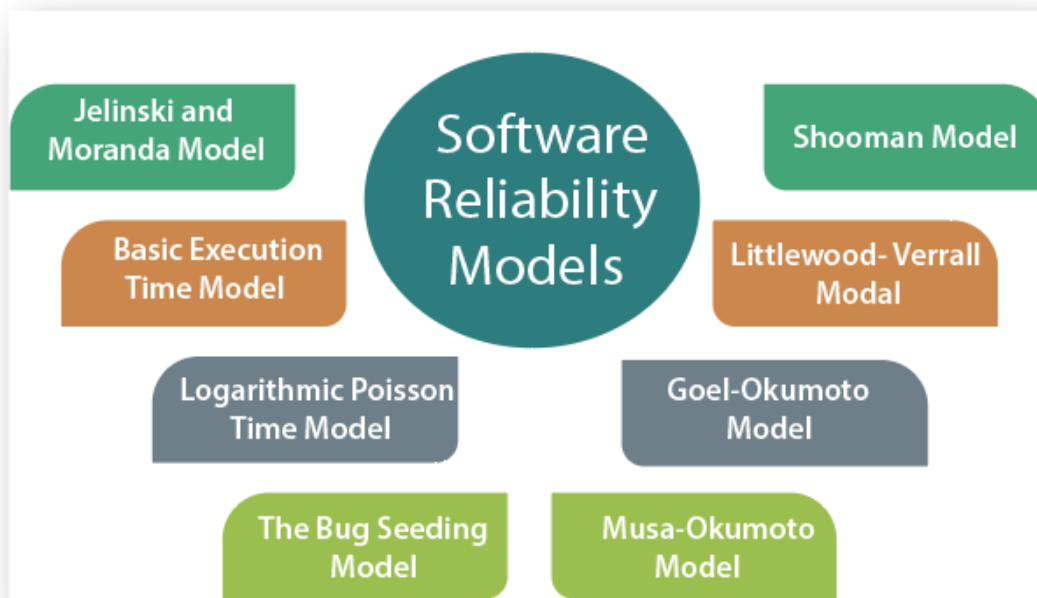 Software
Reliability
Models
Jelinski and
Moranda Model
Shooman Model
Basic Execution
Time Model
Littlewood- Verrall
Modal
Logarithmic Poisson
Time Model
Goel-Okumoto
Model
The Bug Seeding
Model
Musa-Okumoto
Model